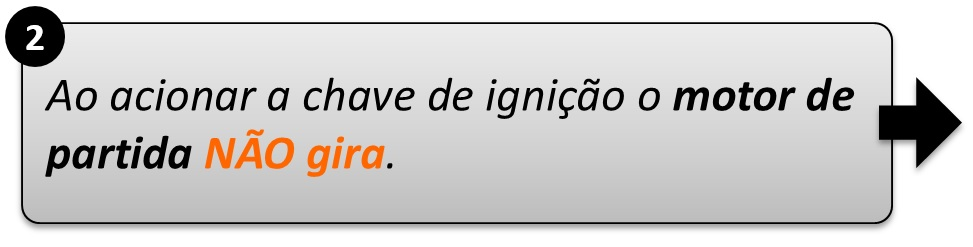 2
Ao acionar a chave de ignição o motor de
partida NÃO gira.